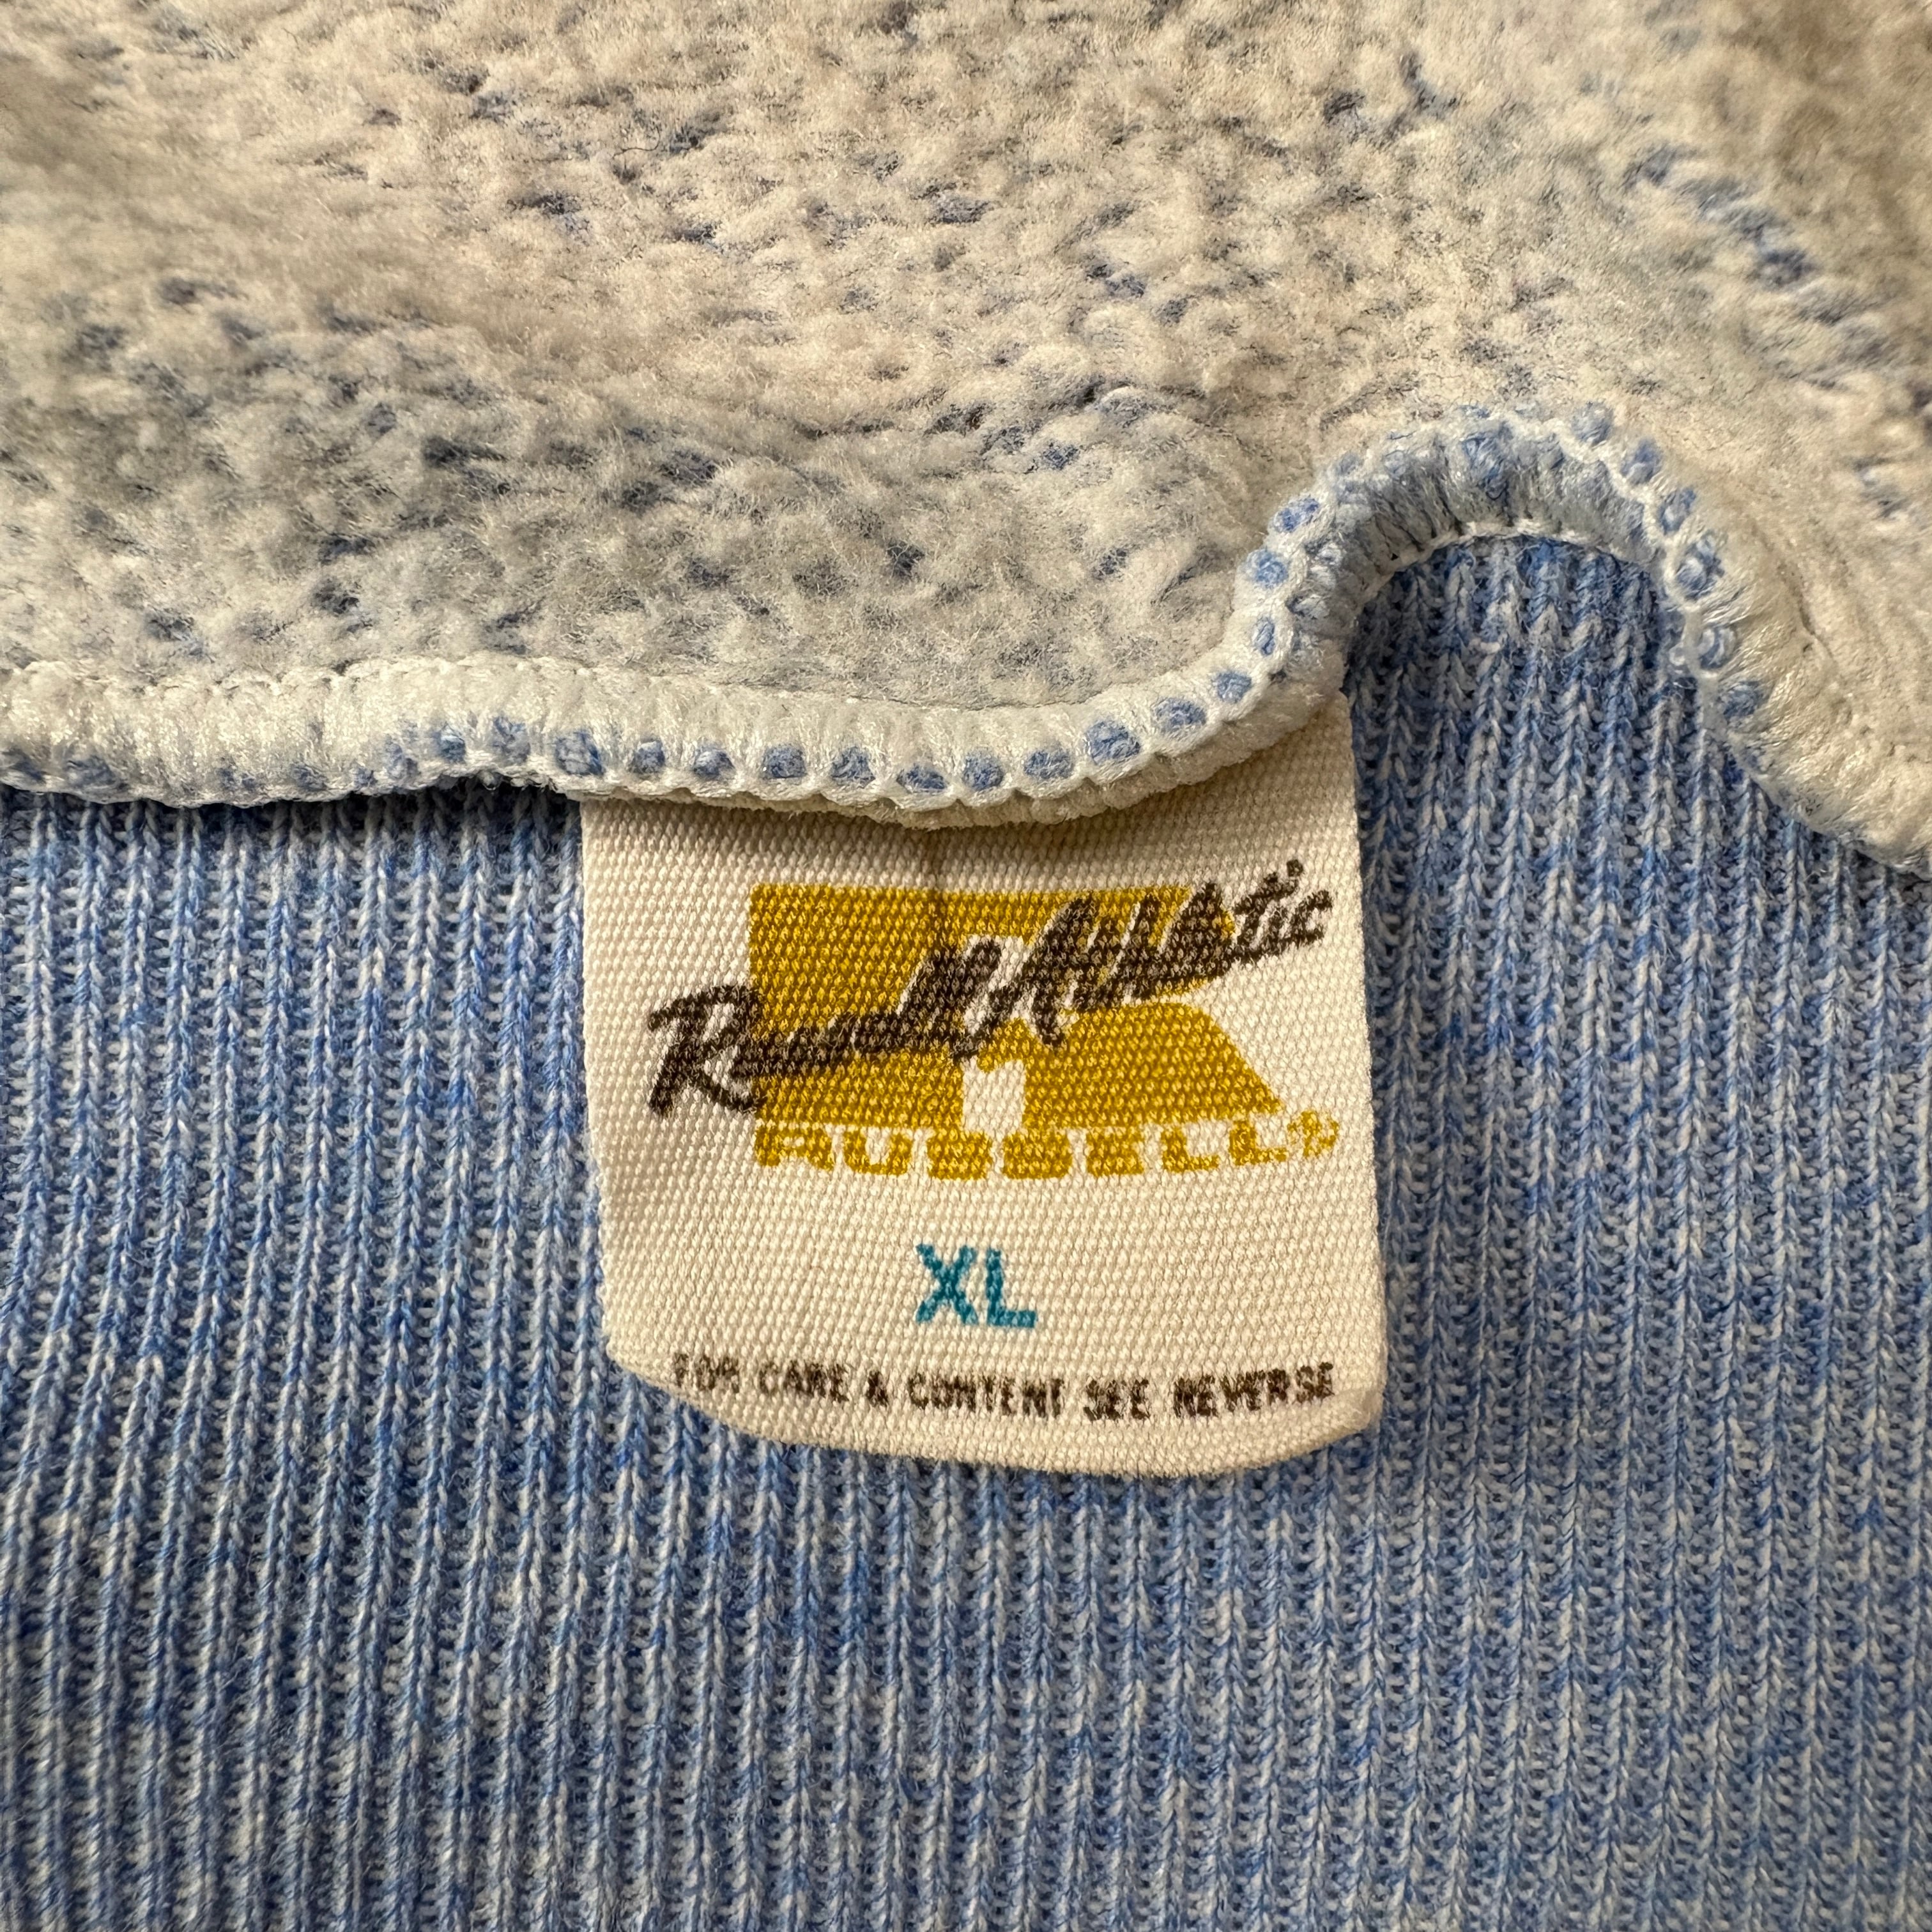 Russell Athletic
RUSSELL®
XL
FOR CARE & CONTENT SEE REVERSE